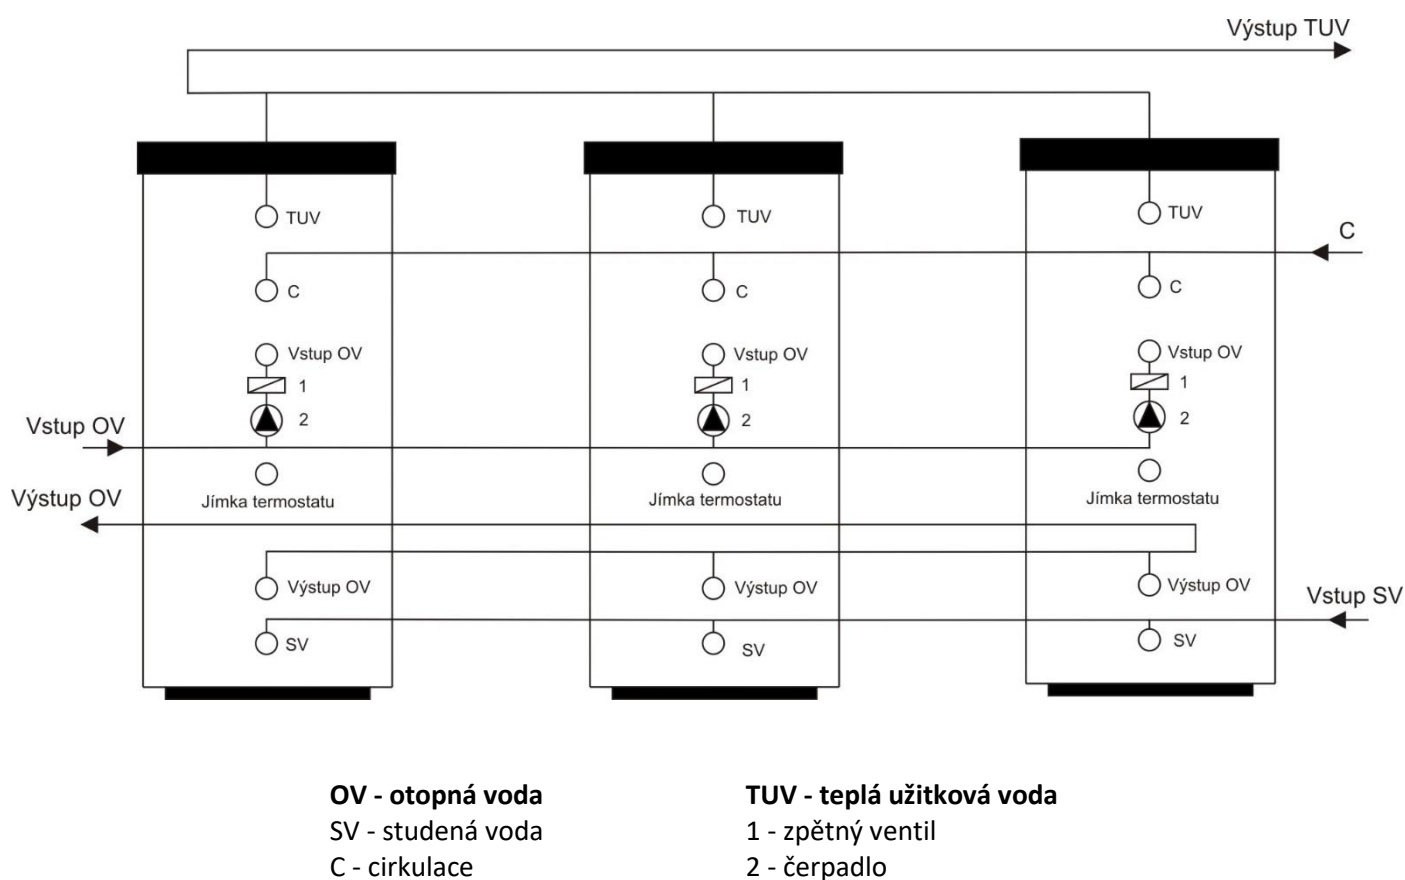 Výstup TUV
TUV
TUV
TUV
C
C
C
C
Vstup OV
Vstup OV
Vstup OV
1
1
1
2
2
2
Vstup OV
Výstup OV
Jímka termostatu
Jímka termostatu
Jímka termostatu
Výstup OV
Výstup OV
Výstup OV
Vstup SV
SV
SV
SV
OV - otopná voda
TUV - teplá užitková voda
SV - studená voda
1 - zpětný ventil
C - cirkulace
2 - čerpadlo